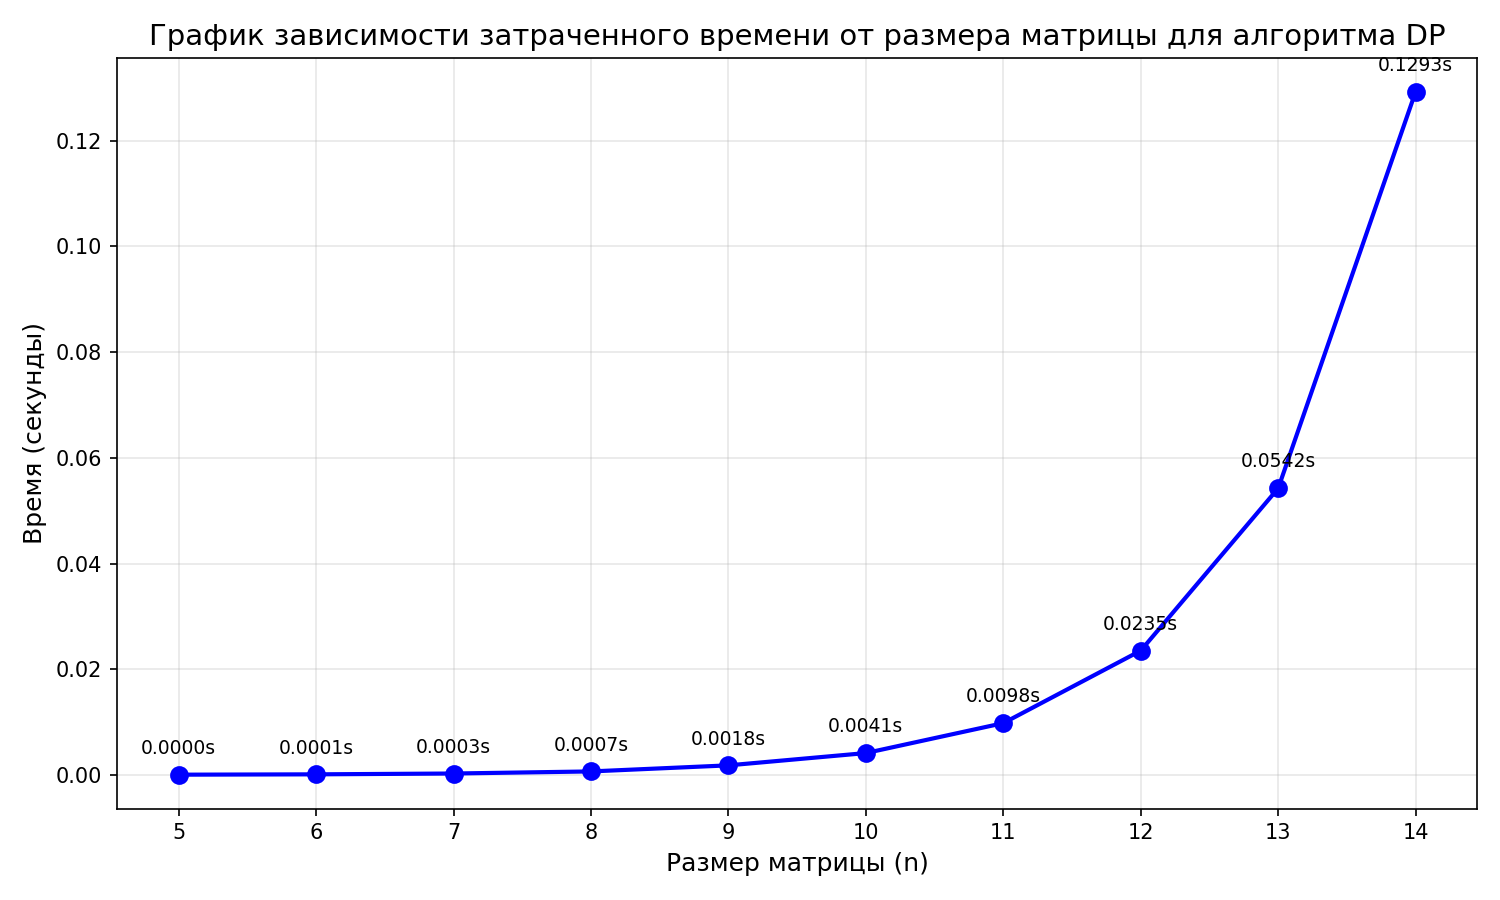 График зависимости затраченного времени от размера матрицы для алгоритма DP
0.1293s
0.12
0.10
0.08
0.06
0.0542s
0.04
0.0235s
0.02
0.0098s
0.0041s
0.0018s
0.0007s
0.0003s
0.0001s
0.0000s
0.00
Время (секунды)
5 6 7 8 9 10 11 12 13 14
Размер матрицы (n)